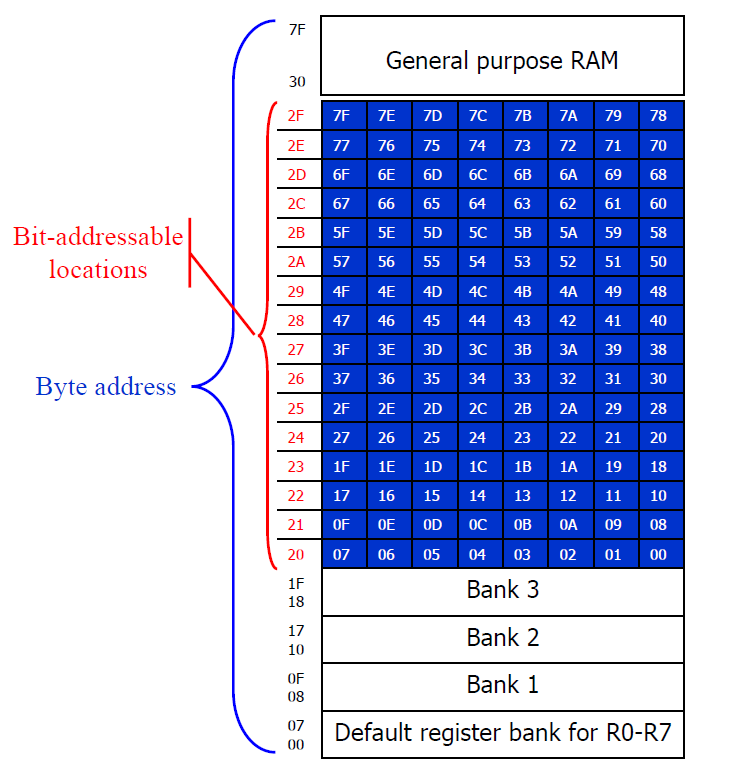 7F
General purpose RAM
30
2F 7F 7E 7D 7C 7B 7A 79 78
2E 77 76 75 74 73 72 71 70
2D 6F 6E 6D 6C 6B 6A 69 68
2C 67 66 65 64 63 62 61 60
2B 5F 5E 5D 5C 5B 5A 59 58
2A 57 56 55 54 53 52 51 50
29 4F 4E 4D 4C 4B 4A 49 48
28 47 46 45 44 43 42 41 40
27 3F 3E 3D 3C 3B 3A 39 38
26 37 36 35 34 33 32 31 30
25 2F 2E 2D 2C 2B 2A 29 28
24 27 26 25 24 23 22 21 20
23 1F 1E 1D 1C 1B 1A 19 18
22 17 16 15 14 13 12 11 10
21 0F 0E 0D 0C 0B 0A 09 08
20 07 06 05 04 03 02 01 00
Bit-addressable
locations
Byte address
1F
Bank 3
18
17
Bank 2
10
0F
Bank 1
08
07
Default register bank for R0-R7
00